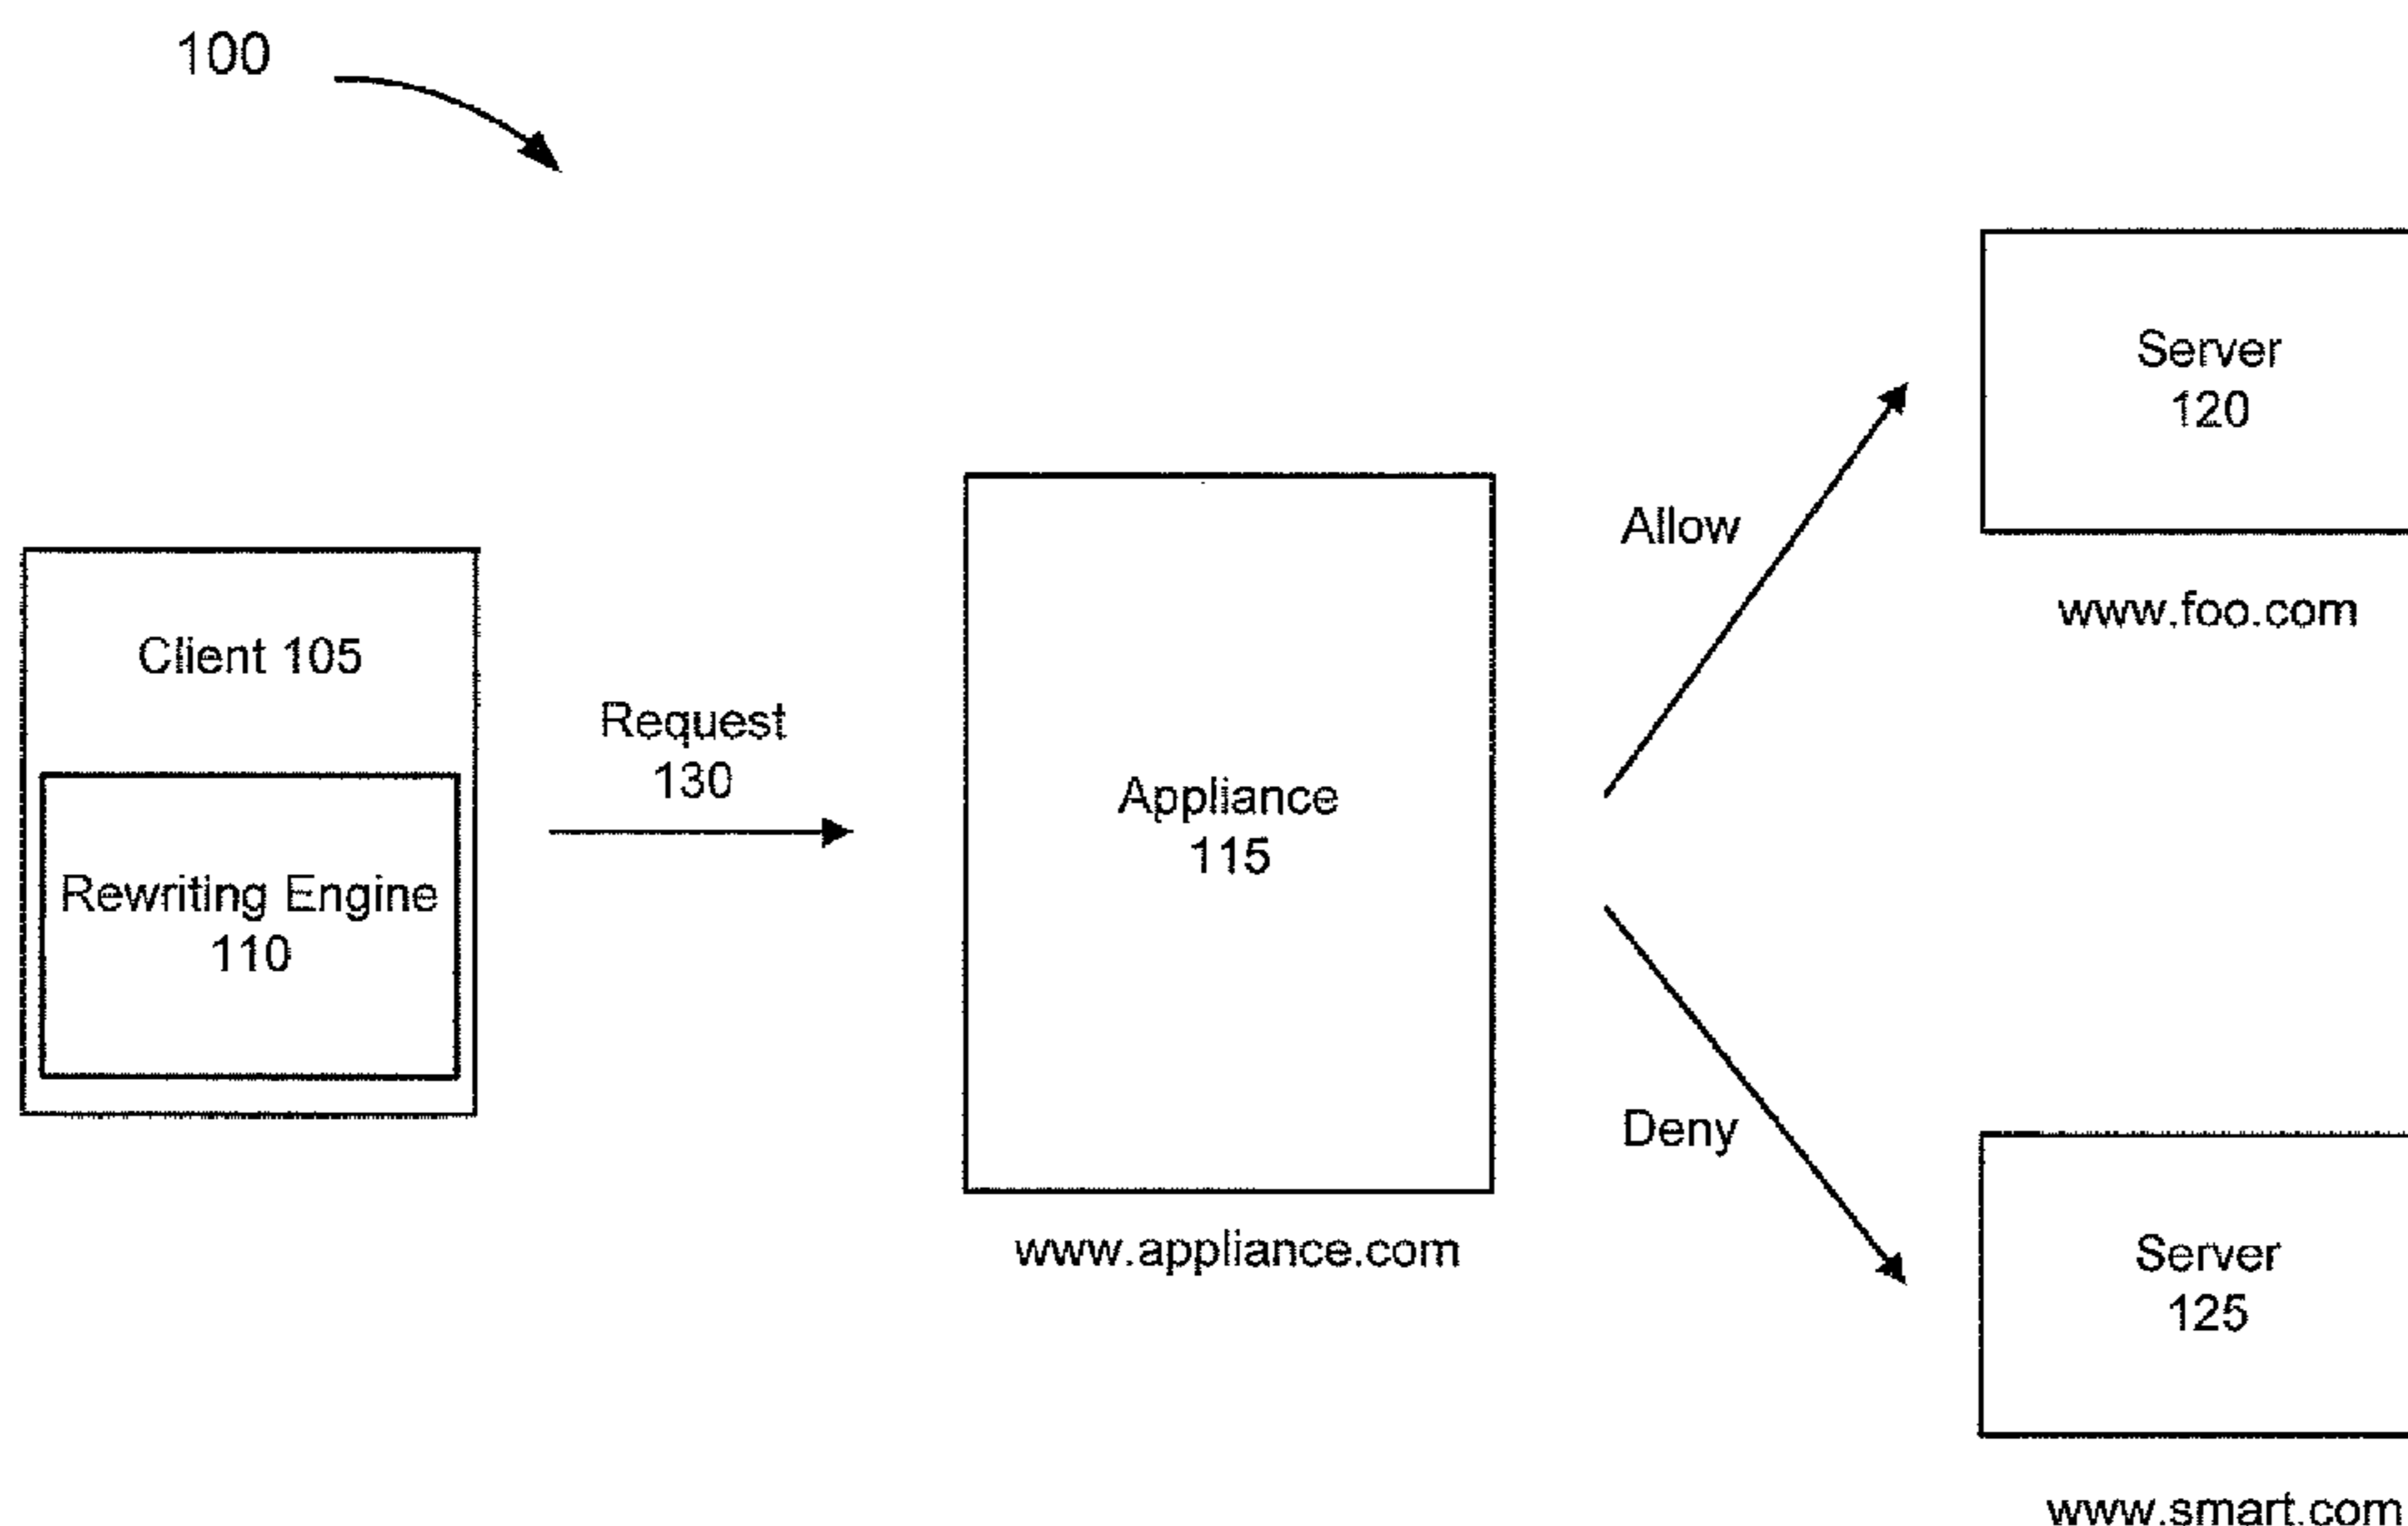 100
Client 105
Rewriting Engine
110
Request
130
Appliance
115
www.appliance.com
Allow
Deny
Server
120
www.foo.com
Server
125
www.smart.com